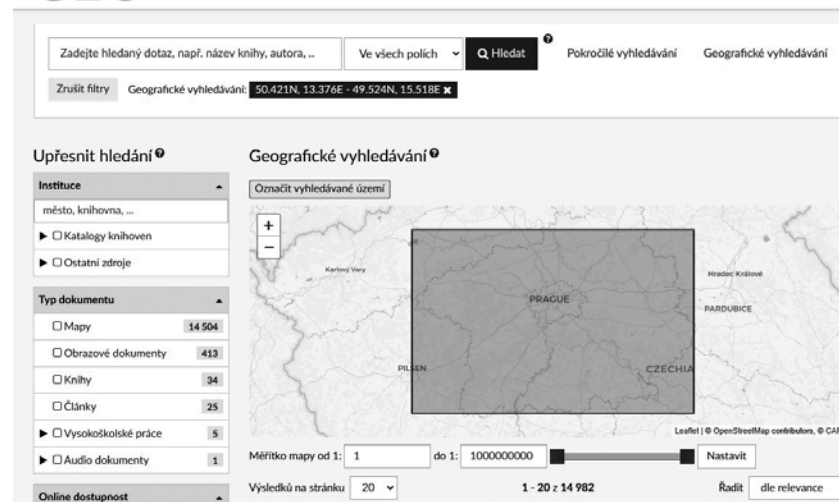 Zadejte hledaný dotaz, např. název knihy, autora, ..
Ve všech polích
Hledat
Pokročilé vyhledávání
Geografické vyhledávání
Zrušit filtry
Geografické vyhledávání: 50.421N, 13.376E - 49.524N, 15.518E ✖
Upřesnit hledání
Geografické vyhledávání
Instituce
Označit vyhledávané území
město, knihovna, ...
Katalogy knihoven
Ostatní zdroje
Typ dokumentu
Mapy 14 504
Obrazové dokumenty 413
Knihy 34
Články 25
Vysokoškolské práce 5
Audio dokumenty 1
Online dostupnost
+
−
Karlovy Vary
Hradec Králové
PRAGUE
PARDUBICE
PILSEN
CZECHIA
Leaflet | © OpenStreetMap contributors, © CAR
Měřítko mapy od 1: 1 do 1: 1000000000 Nastavit
Výsledků na stránku 20 1 - 20 z 14 982 Řadit dle relevance